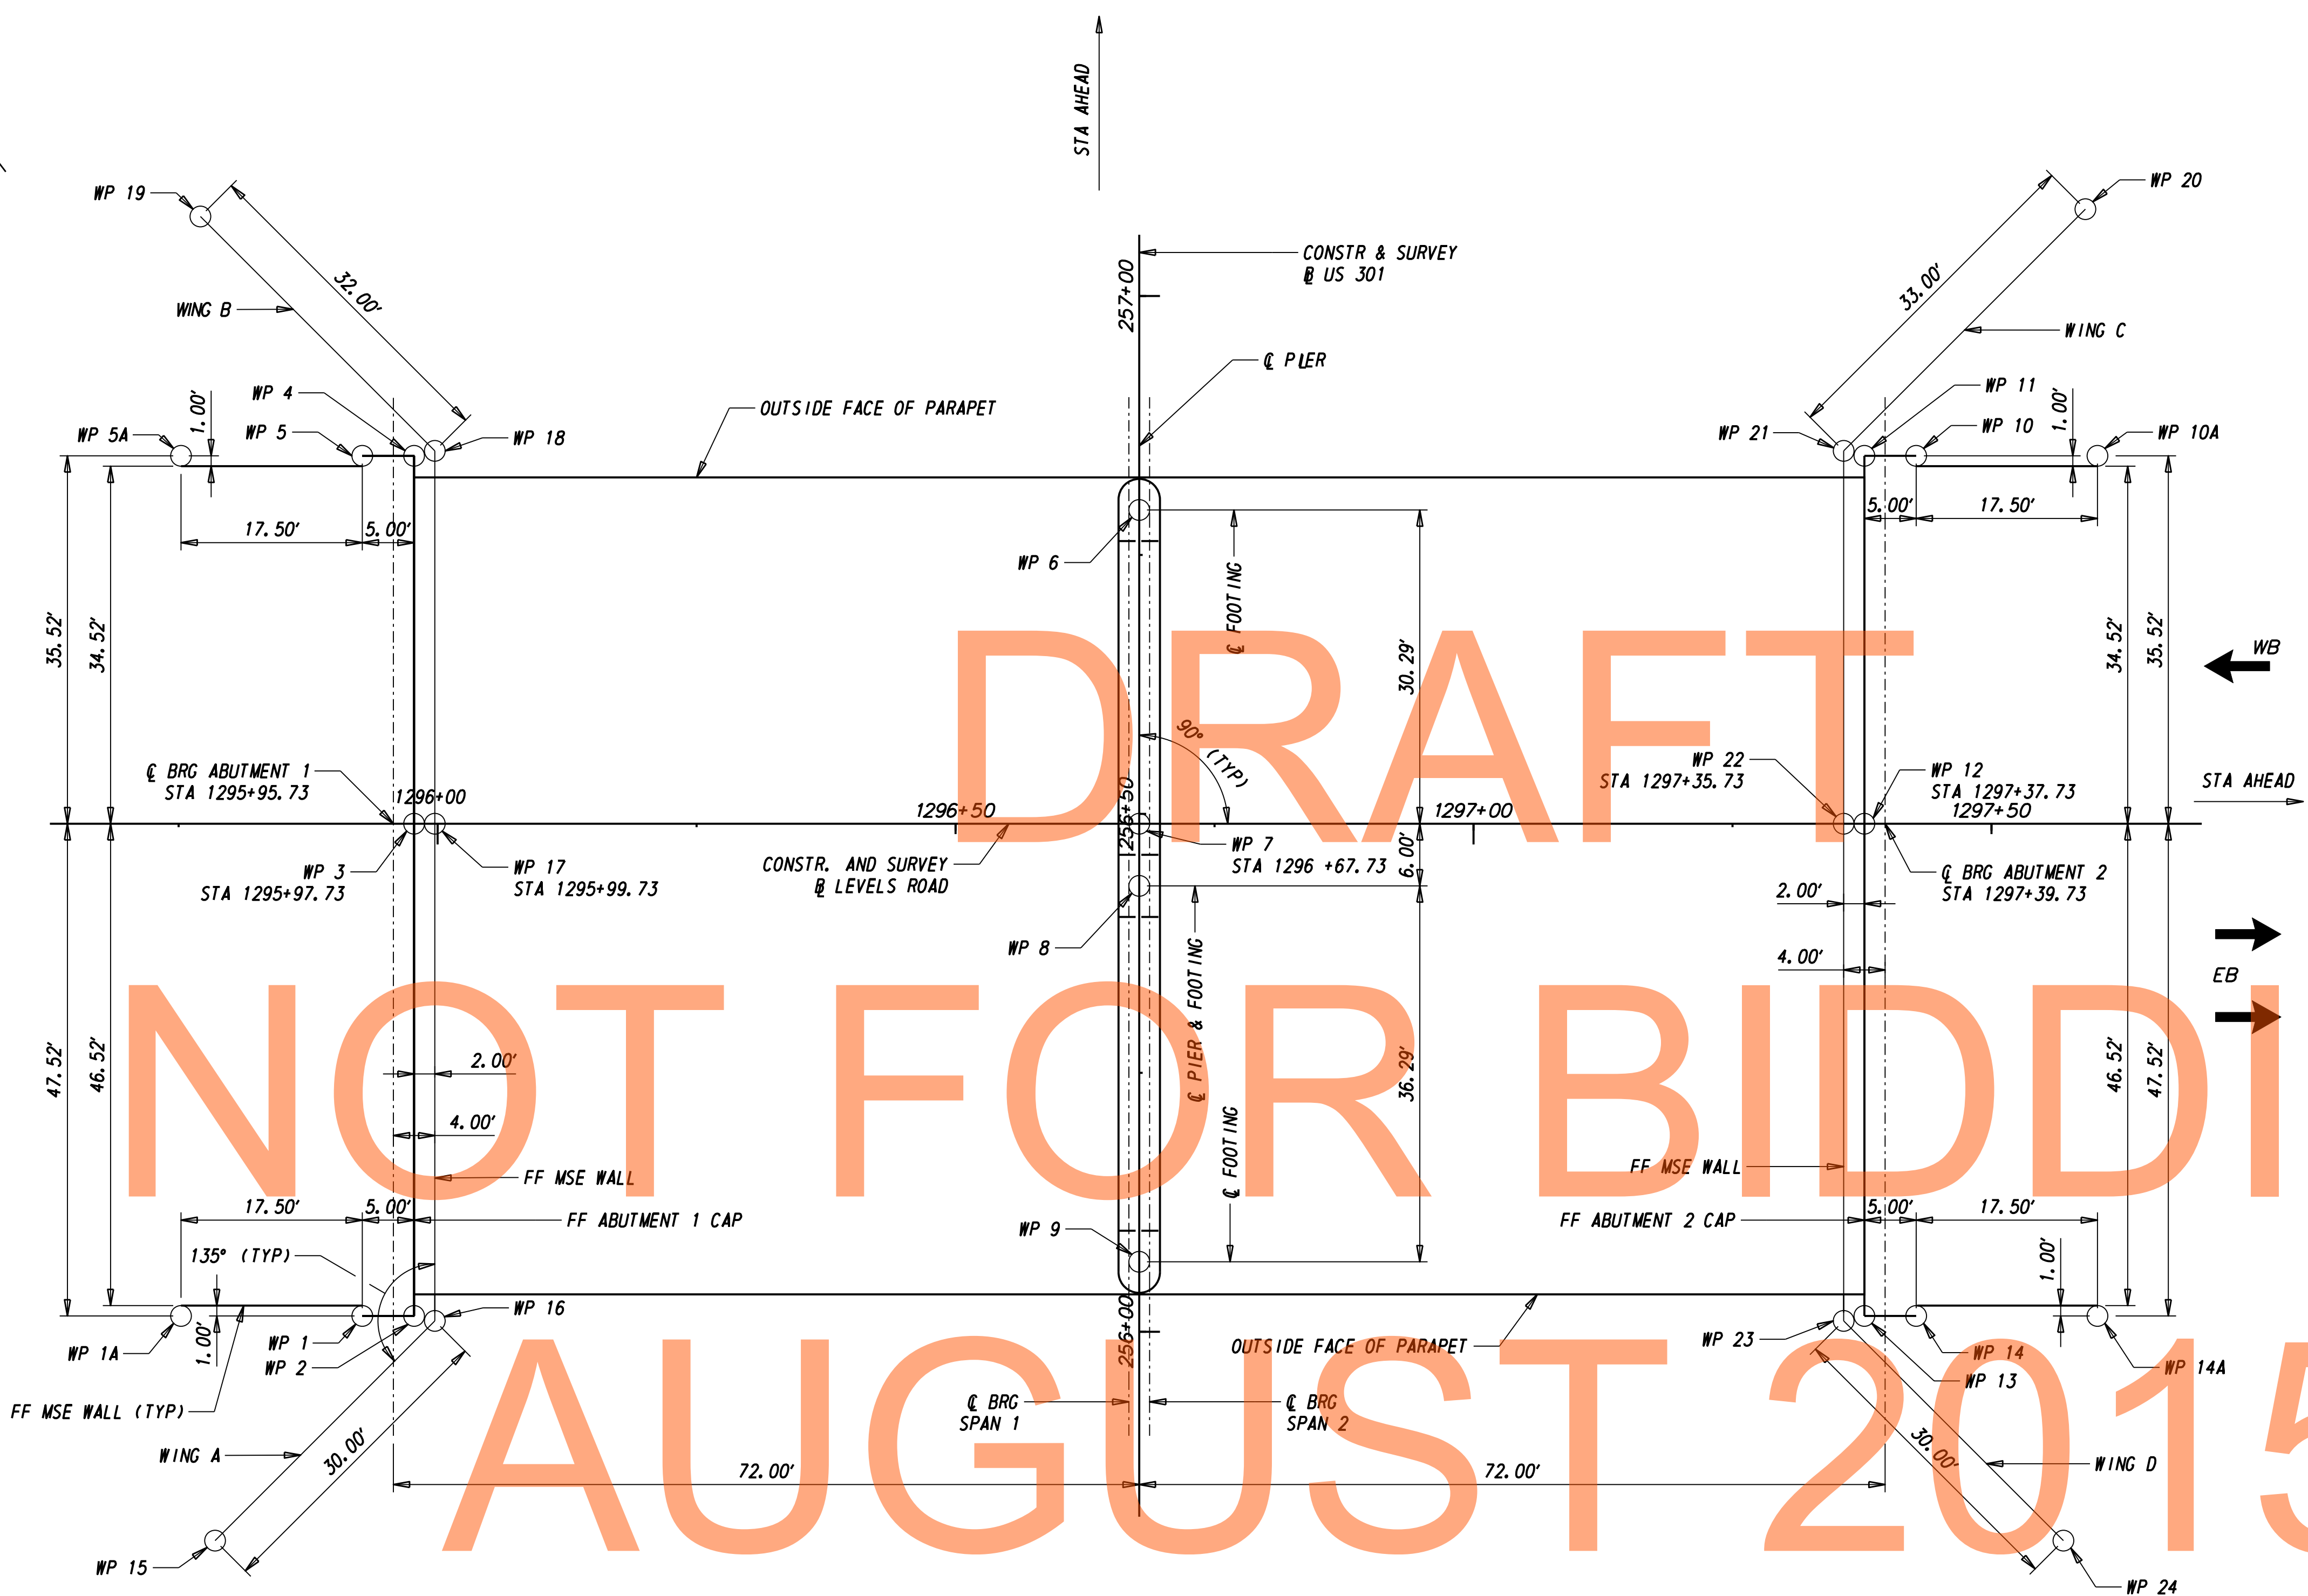 STA AHEAD
WP 19
WP 20
32.00'
33.00'
CONSTR & SURVEY
℄ US 301
257+00
WING B
WING C
℄ PIER
WP 4
1.00'
WP 5A
WP 5
WP 18
OUTSIDE FACE OF PARAPET
WP 11
1.00'
WP 21
WP 10
WP 10A
17.50'
5.00'
5.00'
17.50'
WP 6
℄ FOOTING
35.52'
34.52'
30.29'
34.52'
35.52'
WB
DRAFT
90°
(TYP)
℄ BRG ABUTMENT 1
STA 1295+95.73
1296+00
1296+50
256+50
1297+00
WP 22
STA 1297+35.73
WP 12
STA 1297+37.73
1297+50
STA AHEAD
WP 3
STA 1295+97.73
WP 17
STA 1295+99.73
CONSTR. AND SURVEY
℄ LEVELS ROAD
WP 7
STA 1296 +67.73
6.00'
℄ BRG ABUTMENT 2
STA 1297+39.73
2.00'
WP 8
4.00'
EB
℄ PIER & FOOTING
NOT FOR BIDDI
47.52'
46.52'
2.00'
36.29'
46.52'
47.52'
4.00'
FF MSE WALL
℄ FOOTING
FF MSE WALL
17.50'
5.00'
FF ABUTMENT 1 CAP
WP 9
FF ABUTMENT 2 CAP
5.00'
17.50'
135° (TYP)
1.00'
WP 16
WP 1A
1.00'
WP 1
WP 2
256+00
OUTSIDE FACE OF PARAPET
WP 23
WP 14
WP 13
WP 14A
AUGUST 2015
FF MSE WALL (TYP)
℄ BRG
SPAN 1
℄ BRG
SPAN 2
WING A
30.00'
72.00'
72.00'
30.00'
WING D
WP 15
WP 24